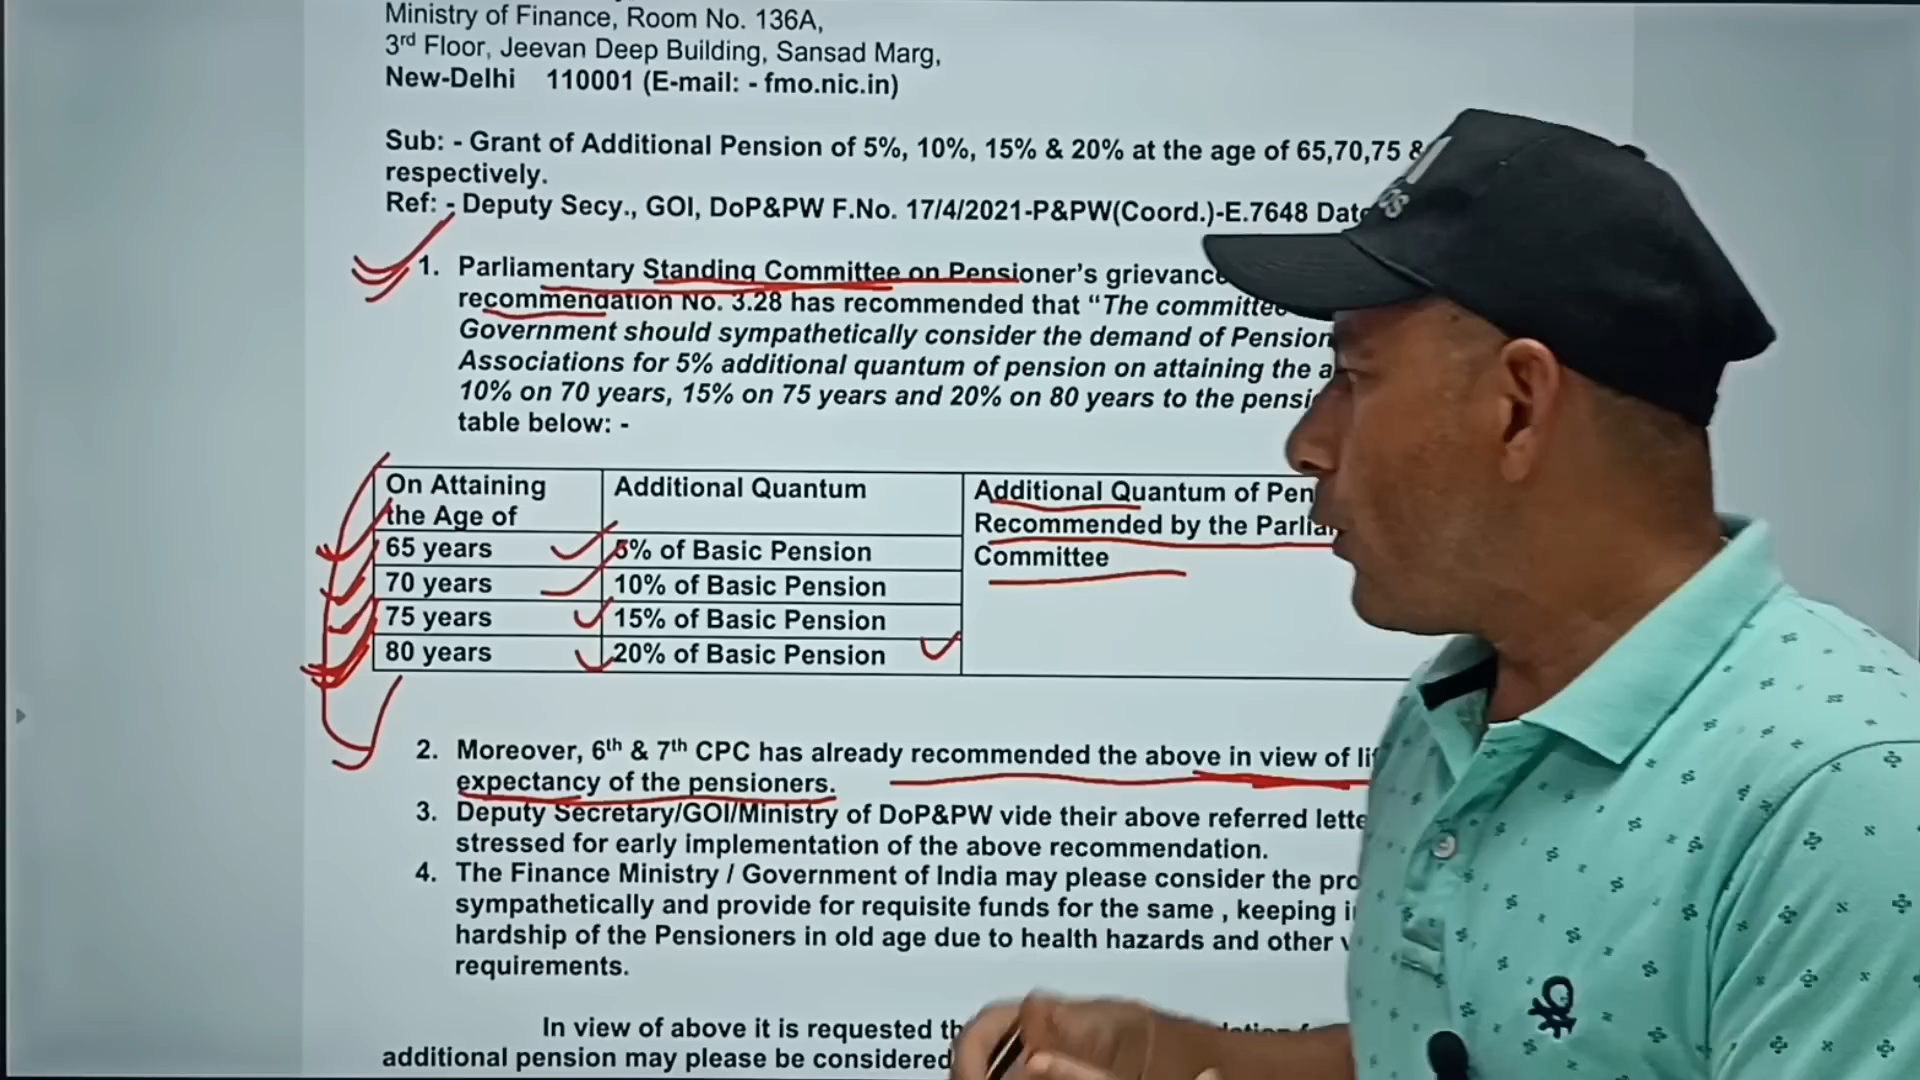 Ministry of Finance, Room No. 136A,
3rd Floor, Jeevan Deep Building, Sansad Marg,
New-Delhi 110001 (E-mail: - fmo.nic.in)
Sub: - Grant of Additional Pension of 5%, 10%, 15% & 20% at the age of 65,70,75 &
respectively.
Ref: - Deputy Secy., GOI, DoP&PW F.No. 17/4/2021-P&PW(Coord.)-E.7648
1. Parliamentary Standing Committee on Pensioner's
recommendation No. 3.28 has recommended that “The committee
Government should sympathetically consider the demand of
Associations for 5% additional quantum of pension on attaining the
10% on 70 years, 15% on 75 years and 20% on 80 years to the
table below: -
On Attaining
the Age of
Additional Quantum
Additional Quantum of
Recommended by the
Committee
65 years 5% of Basic Pension
70 years 10% of Basic Pension
75 years 15% of Basic Pension
80 years 20% of Basic Pension
2. Moreover, 6th & 7th CPC has already recommended the above in view of
expectancy of the pensioners.
3. Deputy Secretary/GOI/Ministry of DoP&PW vide their above referred
stressed for early implementation of the above recommendation.
4. The Finance Ministry / Government of India may please consider the
sympathetically and provide for requisite funds for the same , keeping
hardship of the Pensioners in old age due to health hazards and other
requirements.
In view of above it is requested
additional pension may please be considered